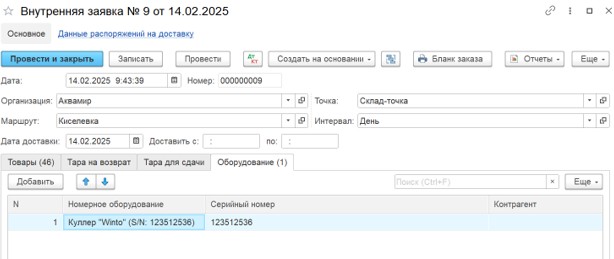 Внутренняя заявка № 9 от 14.02.2025
Основное Данные распоряжений на доставку
Провести и закрыть Записать Провести Дт Кт Создать на основании Бланк заказа Отчеты Еще
Дата: 14.02.2025 9:43:39 Номер: 000000009
Организация: Аквамир Точка: Склад-точка
Маршрут: Киселевка Интервал: День
Дата доставки: 14.02.2025 Доставить с : по: :
Товары (46) Тара на возврат Тара для сдачи Оборудование (1)
Добавить Поиск (Ctrl+F) × Еще
N Номерное оборудование Серийный номер Контрагент
1 Куллер "Winto" (S/N: 123512536) 123512536